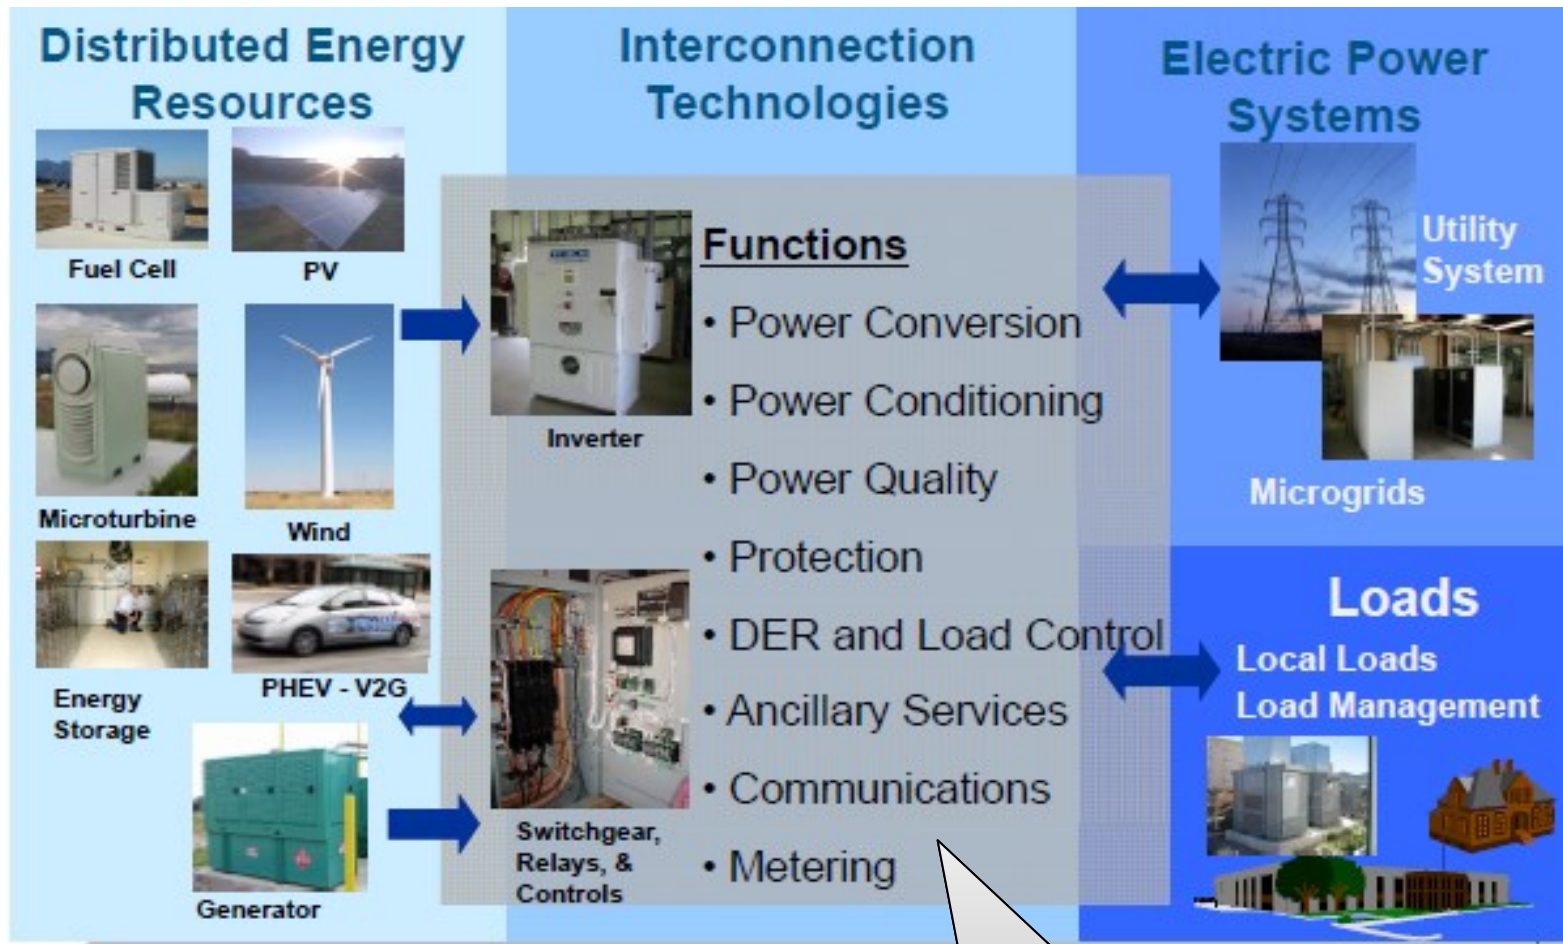 Distributed Energy
Resources
Fuel Cell
PV
Microturbine
Wind
Energy
Storage
PHEV - V2G
Generator
Interconnection
Technologies
Inverter
Switchgear,
Relays, &
Controls
Functions
• Power Conversion
• Power Conditioning
• Power Quality
• Protection
• DER and Load Control
• Ancillary Services
• Communications
• Metering
Electric Power
Systems
Utility
System
Microgrids
Loads
Local Loads
Load Management